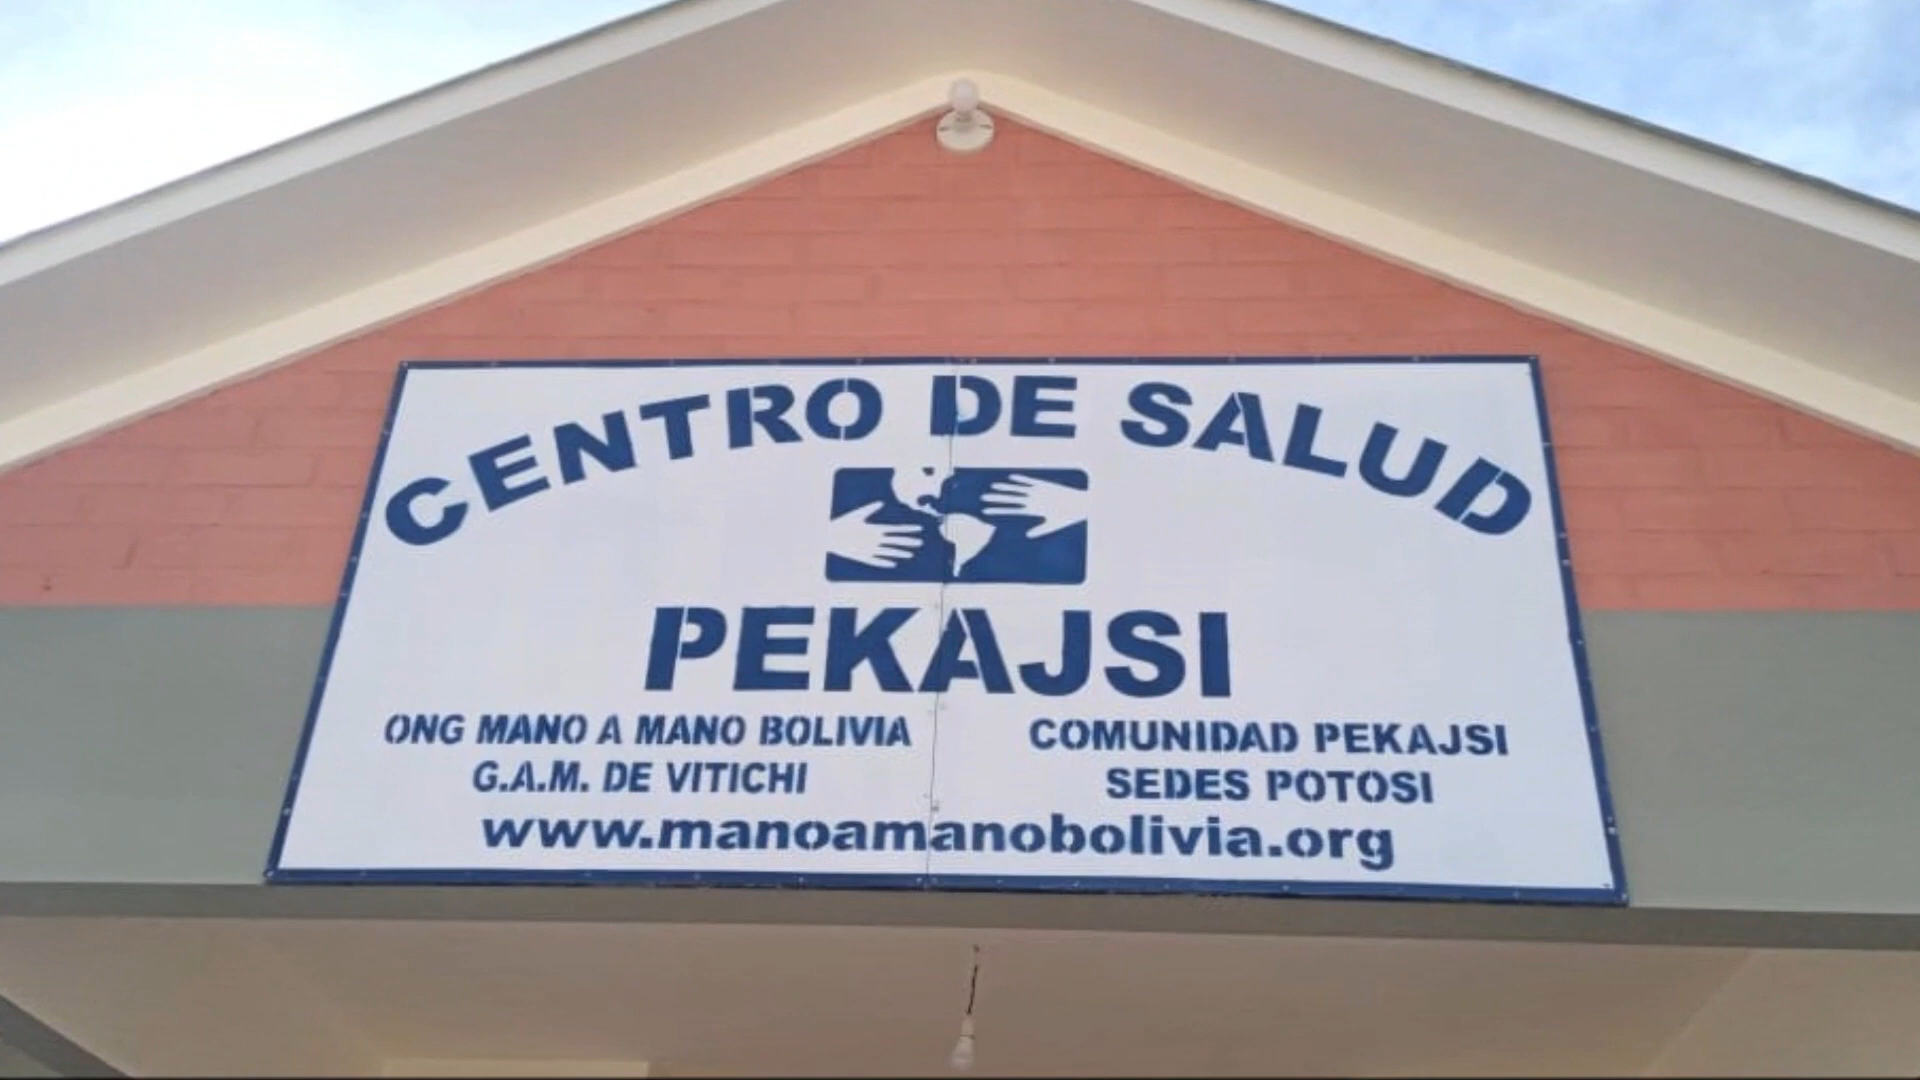 CENTRO DE SALUD
PEKAJSI
ONG MANO A MANO BOLIVIA
G.A.M. DE VITICHI
COMUNIDAD PEKAJSI
SEDES POTOSI
www.manoamanobolivia.org